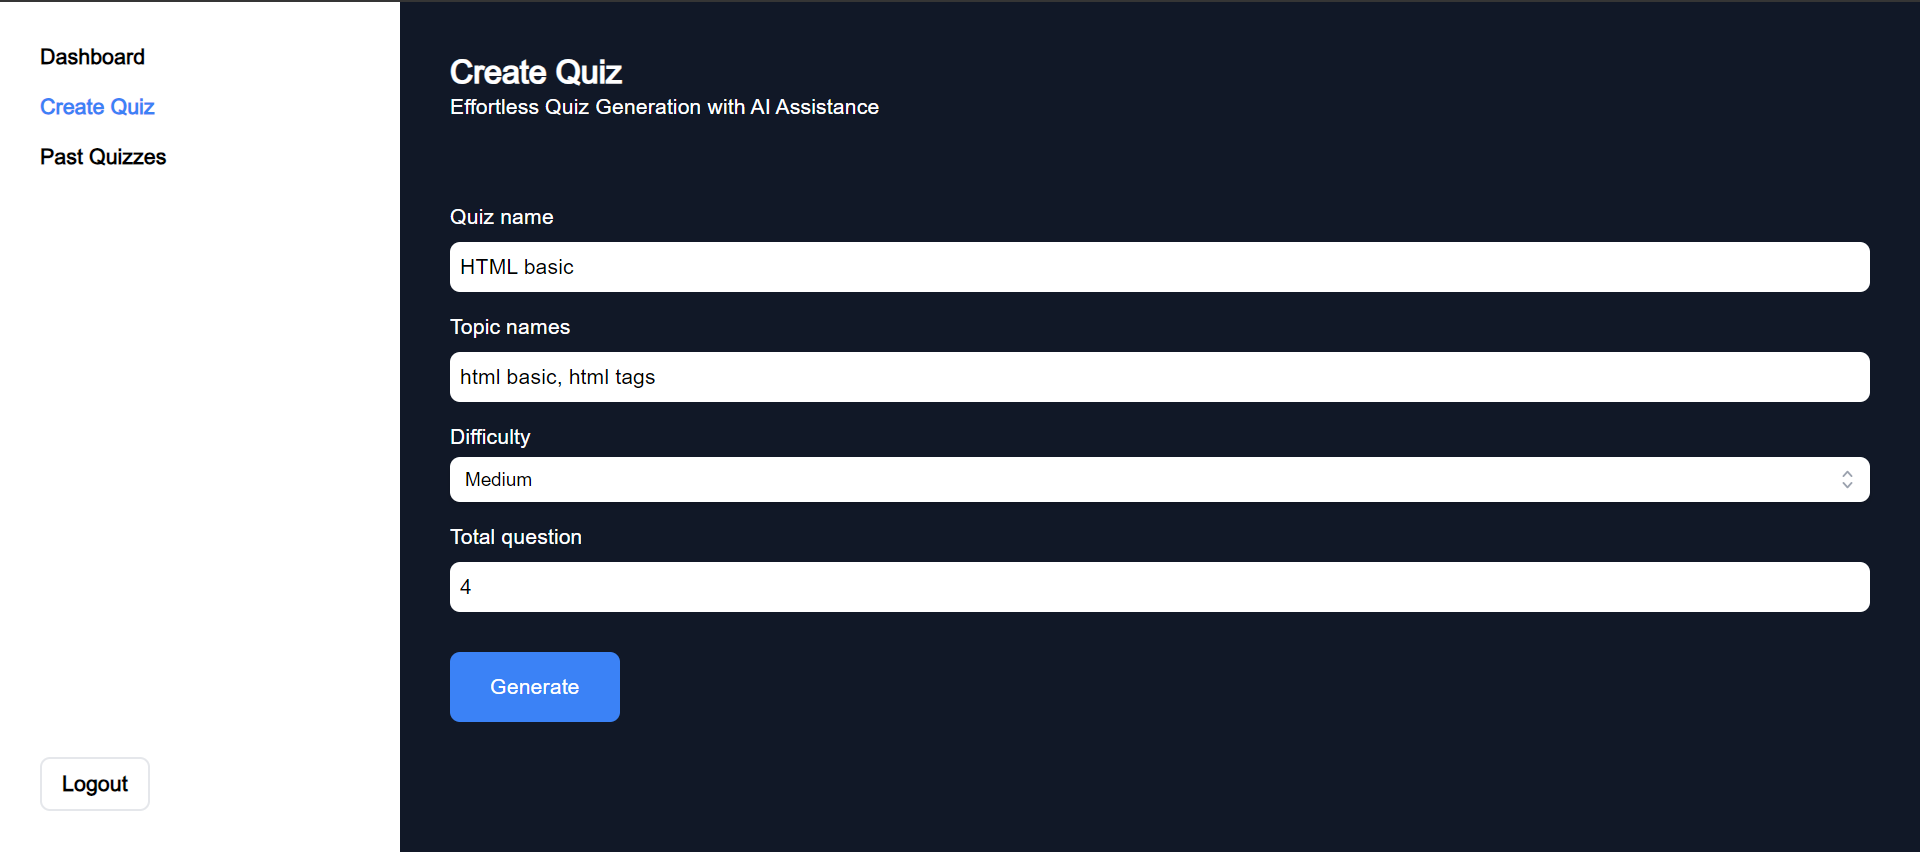 Dashboard
Create Quiz
Past Quizzes
Logout
Create Quiz
Effortless Quiz Generation with AI Assistance
Quiz name
HTML basic
Topic names
html basic, html tags
Difficulty
Medium
Total question
4
Generate